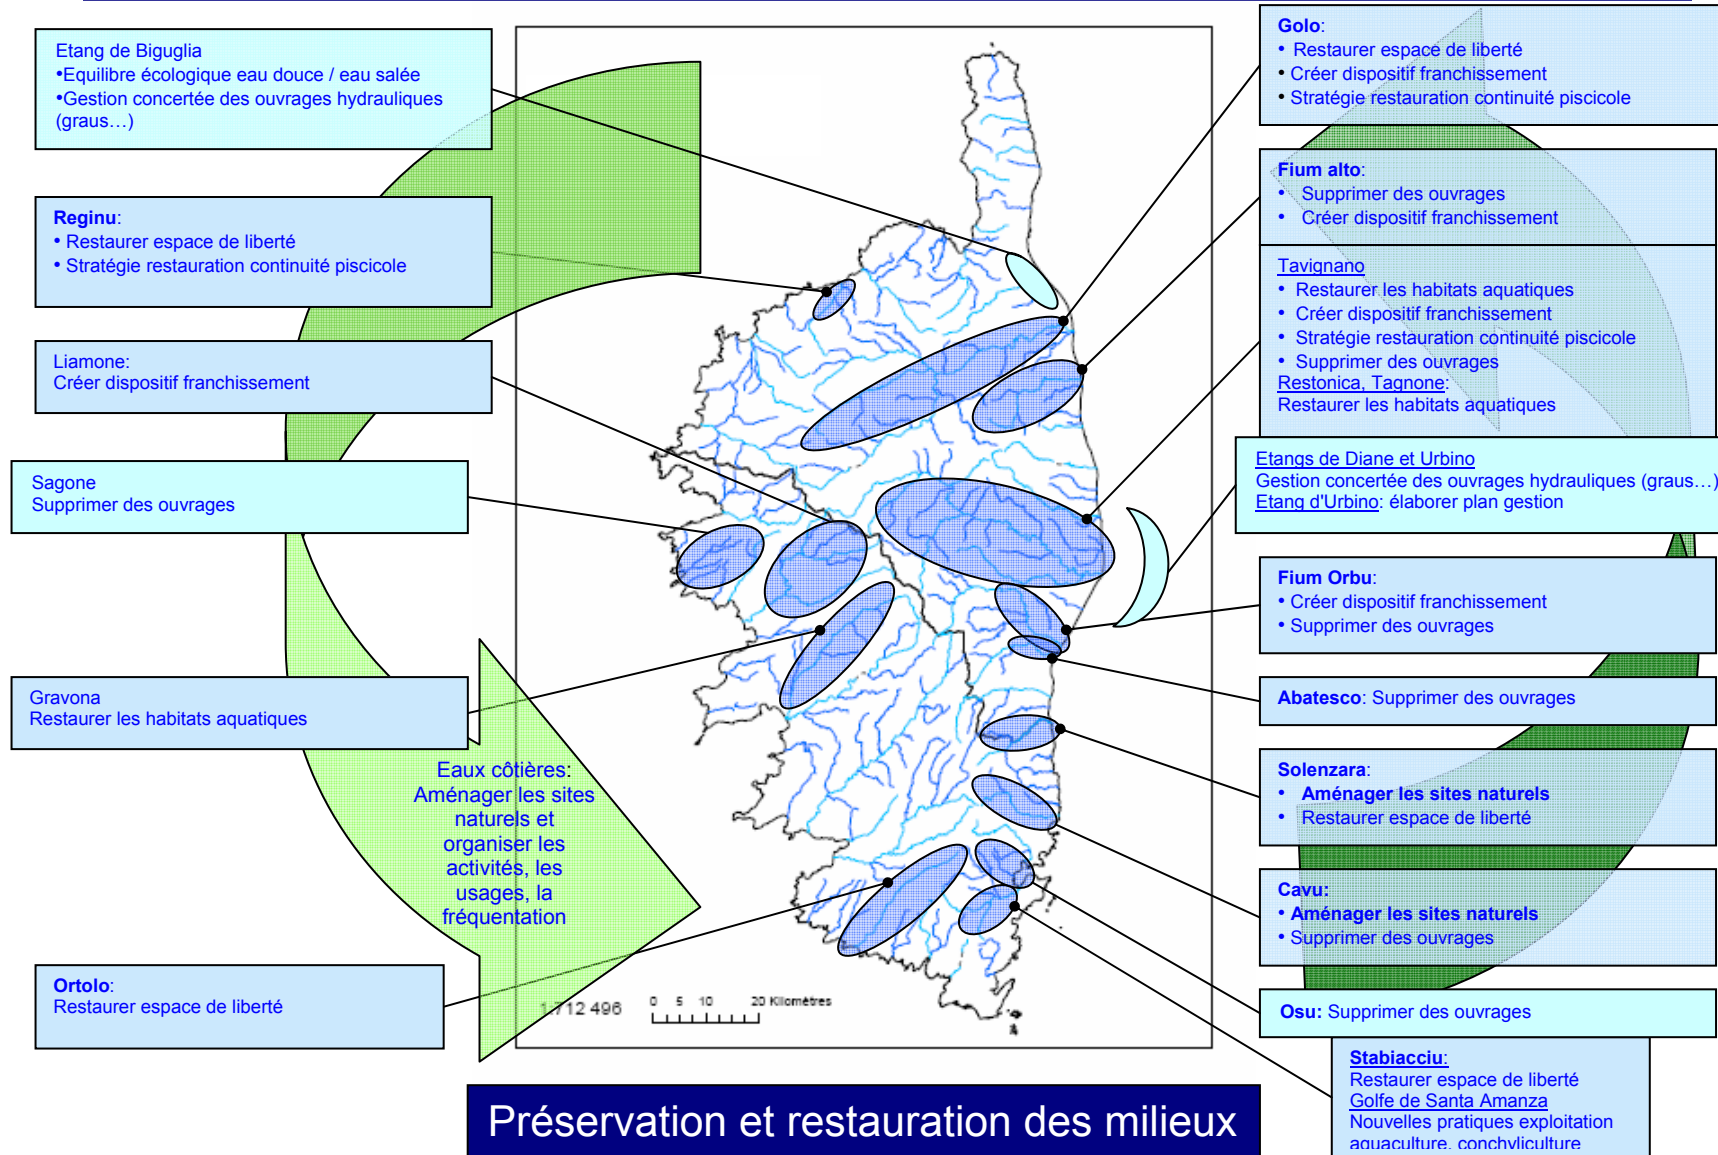 Etang de Biguglia
•Equilibre écologique eau douce / eau salée
•Gestion concertée des ouvrages hydrauliques
(graus…)
Reginu:
• Restaurer espace de liberté
• Stratégie restauration continuité piscicole
Liamone:
Créer dispositif franchissement
Sagone
Supprimer des ouvrages
Gravona
Restaurer les habitats aquatiques
Eaux côtières:
Aménager les sites
naturels et
organiser les
activités, les
usages, la
fréquentation
Ortolo:
Restaurer espace de liberté
1:712 496
0 5 10 20 Kilomètres
Golo:
• Restaurer espace de liberté
• Créer dispositif franchissement
• Stratégie restauration continuité piscicole
Fium alto:
• Supprimer des ouvrages
• Créer dispositif franchissement
Tavignano
• Restaurer les habitats aquatiques
• Créer dispositif franchissement
• Stratégie restauration continuité piscicole
• Supprimer des ouvrages
Restonica, Tagnone:
Restaurer les habitats aquatiques
Etangs de Diane et Urbino
Gestion concertée des ouvrages hydrauliques (graus…)
Etang d'Urbino: élaborer plan gestion
Fium Orbu:
• Créer dispositif franchissement
• Supprimer des ouvrages
Abatesco: Supprimer des ouvrages
Solenzara:
• Aménager les sites naturels
• Restaurer espace de liberté
Cavu:
• Aménager les sites naturels
• Supprimer des ouvrages
Osu: Supprimer des ouvrages
Stabiacciu:
Restaurer espace de liberté
Golfe de Santa Amanza
Nouvelles pratiques exploitation
aquaculture, conchyliculture
Préservation et restauration des milieux